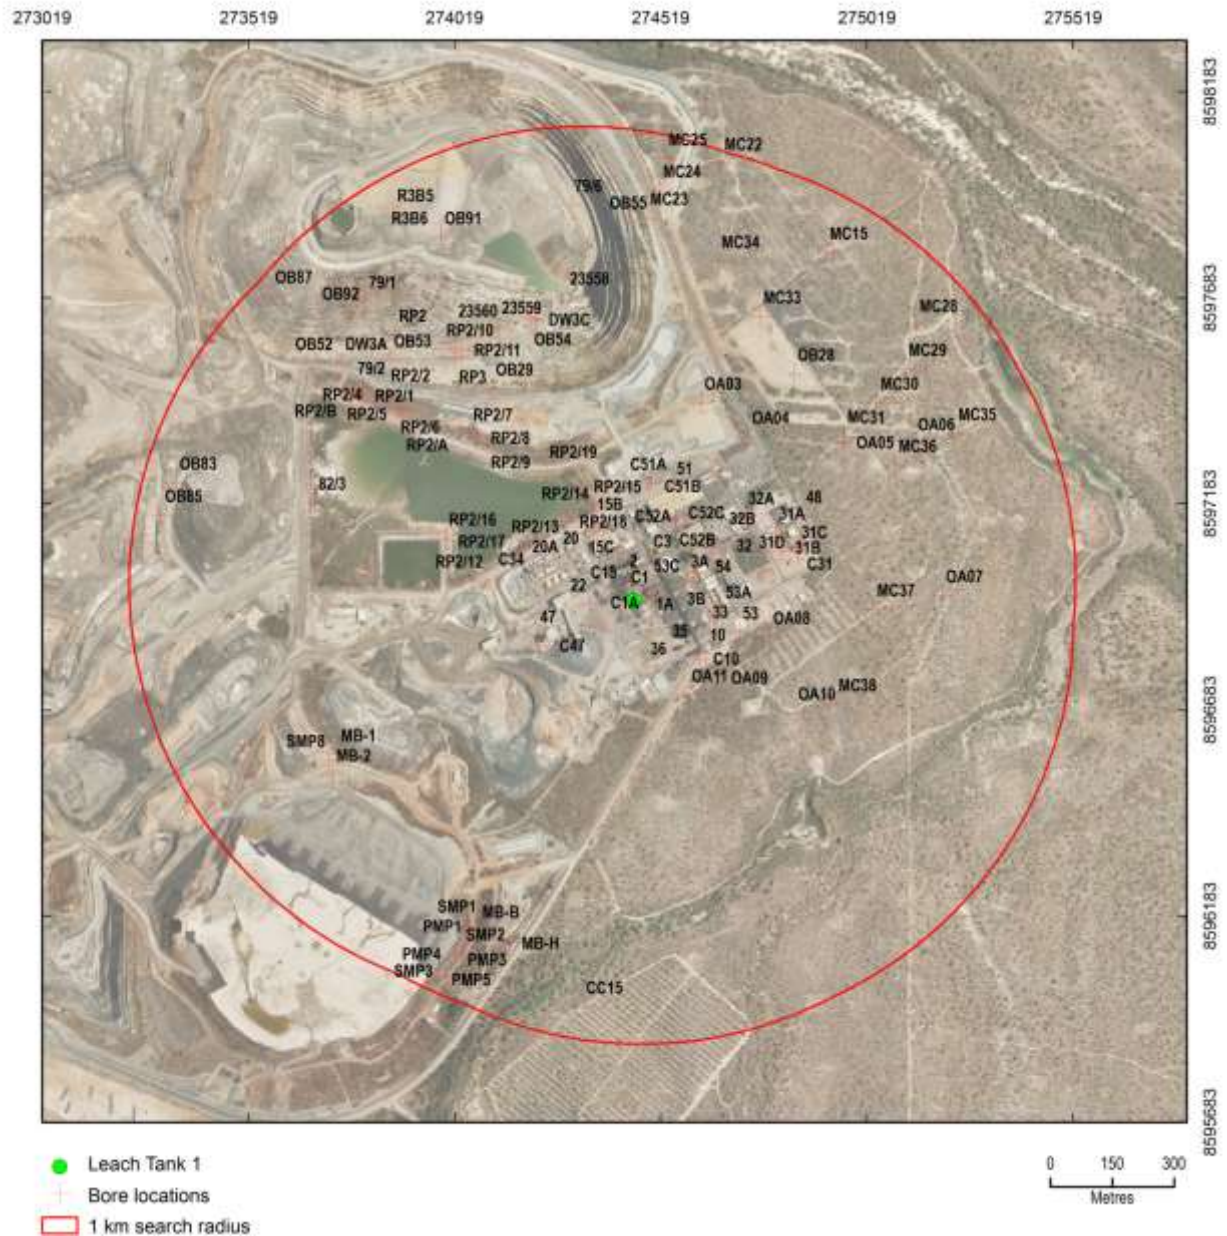 273019 273519 274019 274519 275019 275519
8598183
MC25 MC22
MC24
79/6
R3B5 OB55 MC23
R3B6 OB91
MC15
MC34
OB87 79/1 23558
OB92 MC33 8597683
MC28
RP2 23560 23559
DW3C
RP2/10
OB52 DW3A OB53 OB54
RP2/11 MC29
OB28
79/2 RP2/2 RP3 OB29
OA03 MC30
RP2/4 RP2/1
RP2/B RP2/5 RP2/7 OA04 MC31 MC35
RP2/6 OA06
RP2/A RP2/8 OA05 MC36
RP2/19
OB83 RP2/9 C51A 51
82/3 RP2/15 C51B
OB85 RP2/14 32A 48 8597183
15B
RP2/16 RP2/13 RP2/18 C52A C52C 32B 31A
RP2/17 20 C3 C52B 31C
20A 15C 32 31D 31B
RP2/12 C34 2 53C 3A 54 C31
C18 C1 OA07
22 53A MC37
C1A 1A 3B
47 33 53 OA08
35 10
C47 36 C10
OA11 OA09
MC38
OA10 8596683
SMP8 MB-1
MB-2
SMP1 MB-B 8596183
PMP1 SMP2
MB-H
PMP4 PMP3
SMP3 PMP5
CC15
8595683
Leach Tank 1
Bore locations
1 km search radius
0 150 300
Metres